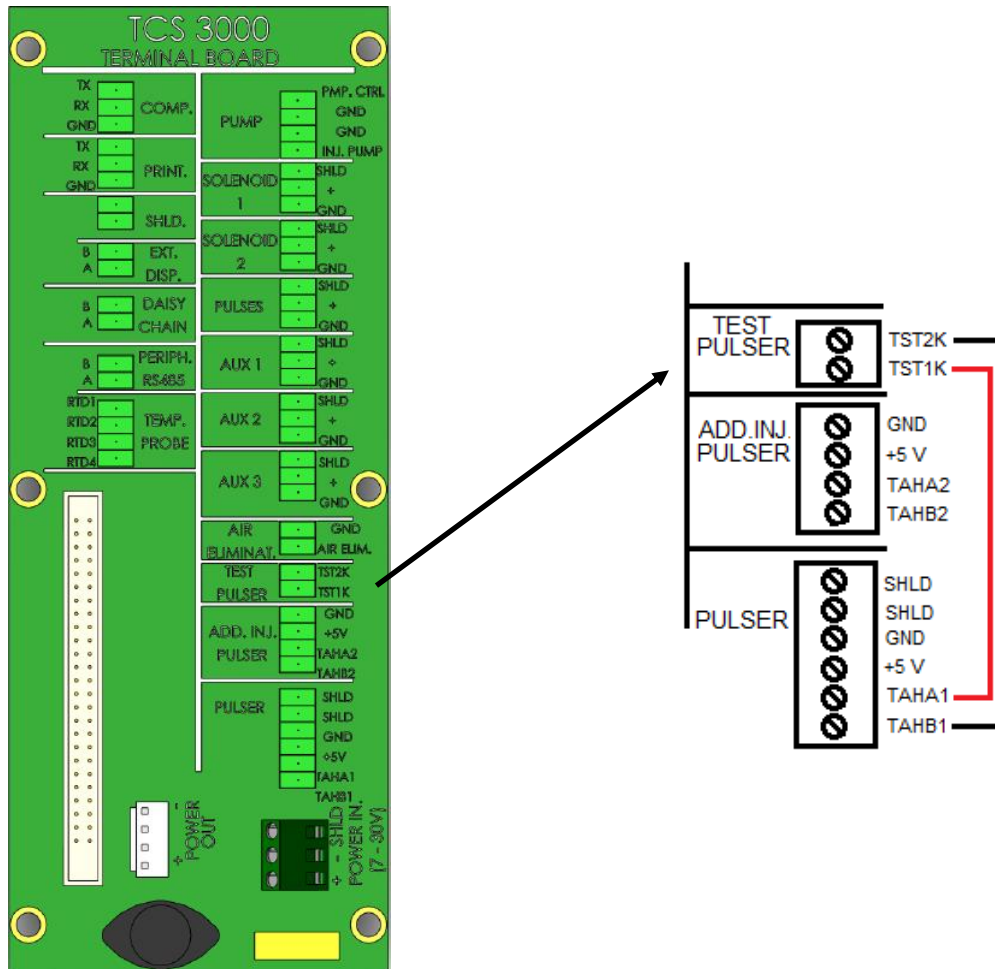 TCS 3000
TERMINAL BOARD
TX
RX
GND
COMP.
TX
RX
GND
PRINT.
SHLD.
B
A
EXT.
DISP.
B
A
DAISY
CHAIN
B
A
PERIPH.
RS485
RTD1
RTD2
RTD3
RTD4
TEMP.
PROBE
PUMP
PMP. CTRL
GND
GND
INJ. PUMP
SOLENOID
1
SHLD
+
GND
SOLENOID
2
SHLD
+
GND
PULSES
SHLD
+
GND
AUX 1
SHLD
+
GND
AUX 2
SHLD
+
GND
AUX 3
SHLD
+
GND
AIR
ELIMINAT.
GND
AIR ELIM.
TEST
PULSER
TST2K
TST1K
ADD. INJ.
PULSER
GND
+5V
TAHA2
TAHB2
PULSER
SHLD
SHLD
GND
+5V
TAHA1
TAHB1
+ POWER -
OUT
+ - SHLD
POWER IN.
(7 - 30V)
TEST
PULSER
TST2K
TST1K
ADD.INJ.
PULSER
GND
+5 V
TAHA2
TAHB2
PULSER
SHLD
SHLD
GND
+5 V
TAHA1
TAHB1